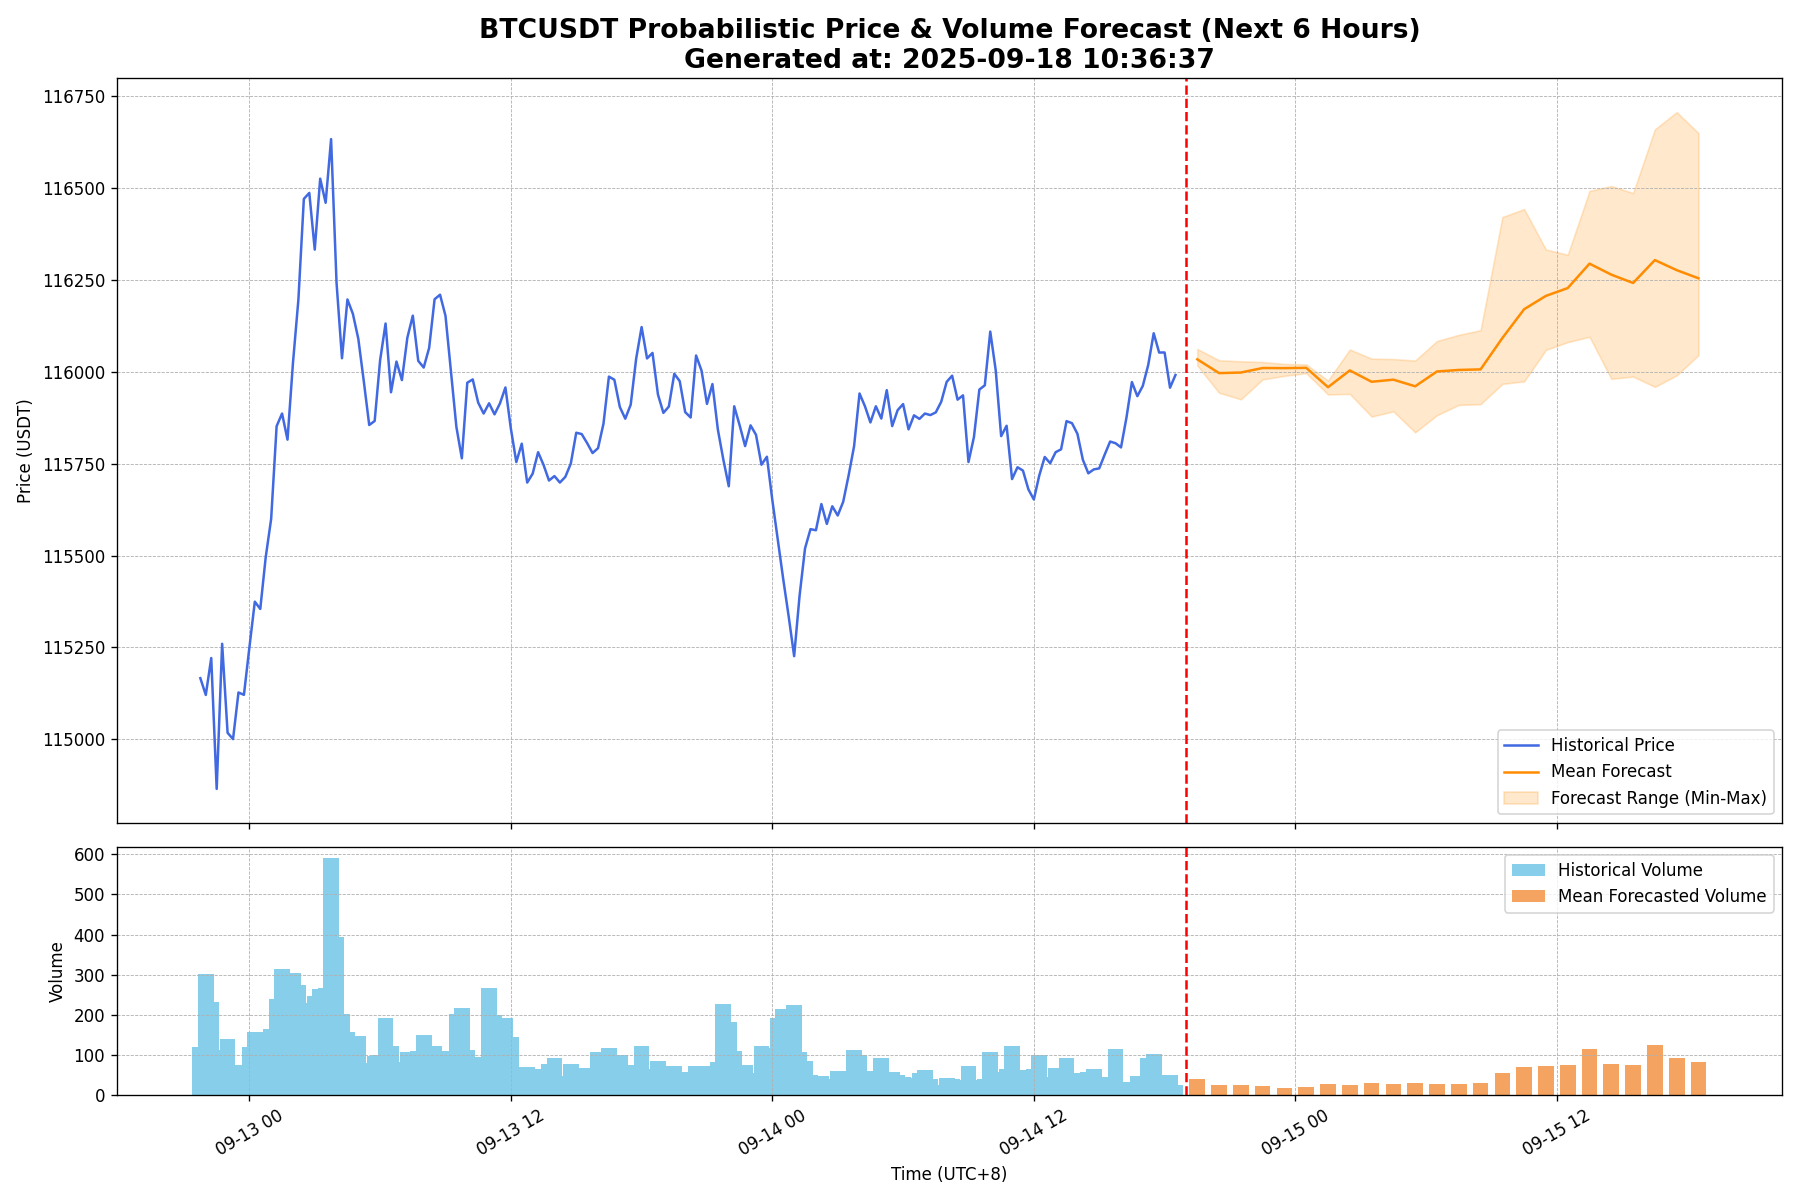 BTCUSDT Probabilistic Price & Volume Forecast (Next 6 Hours)
Generated at: 2025-09-18 10:36:37
Price (USDT)
116750
116500
116250
116000
115750
115500
115250
115000
Historical Price
Mean Forecast
Forecast Range (Min-Max)
Volume
600
500
400
300
200
100
0
Historical Volume
Mean Forecasted Volume
09-13 00
09-13 12
09-14 00
09-14 12
09-15 00
09-15 12
Time (UTC+8)